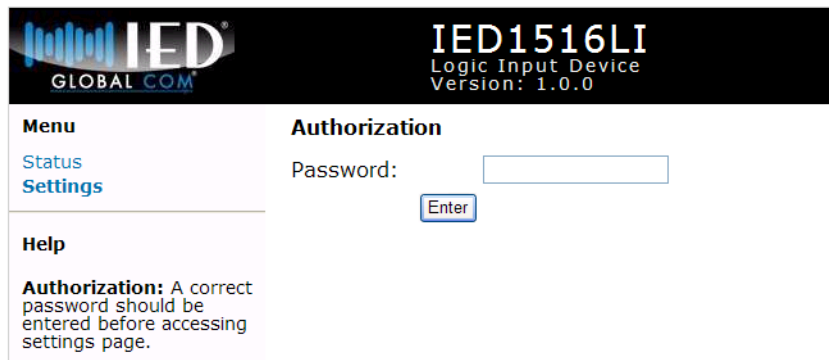 IED®
GLOBAL COM®
IED1516LI
Logic Input Device
Version: 1.0.0
Menu
Status
Settings
Help
Authorization: A correct
password should be
entered before accessing
settings page.
Authorization
Password:
Enter